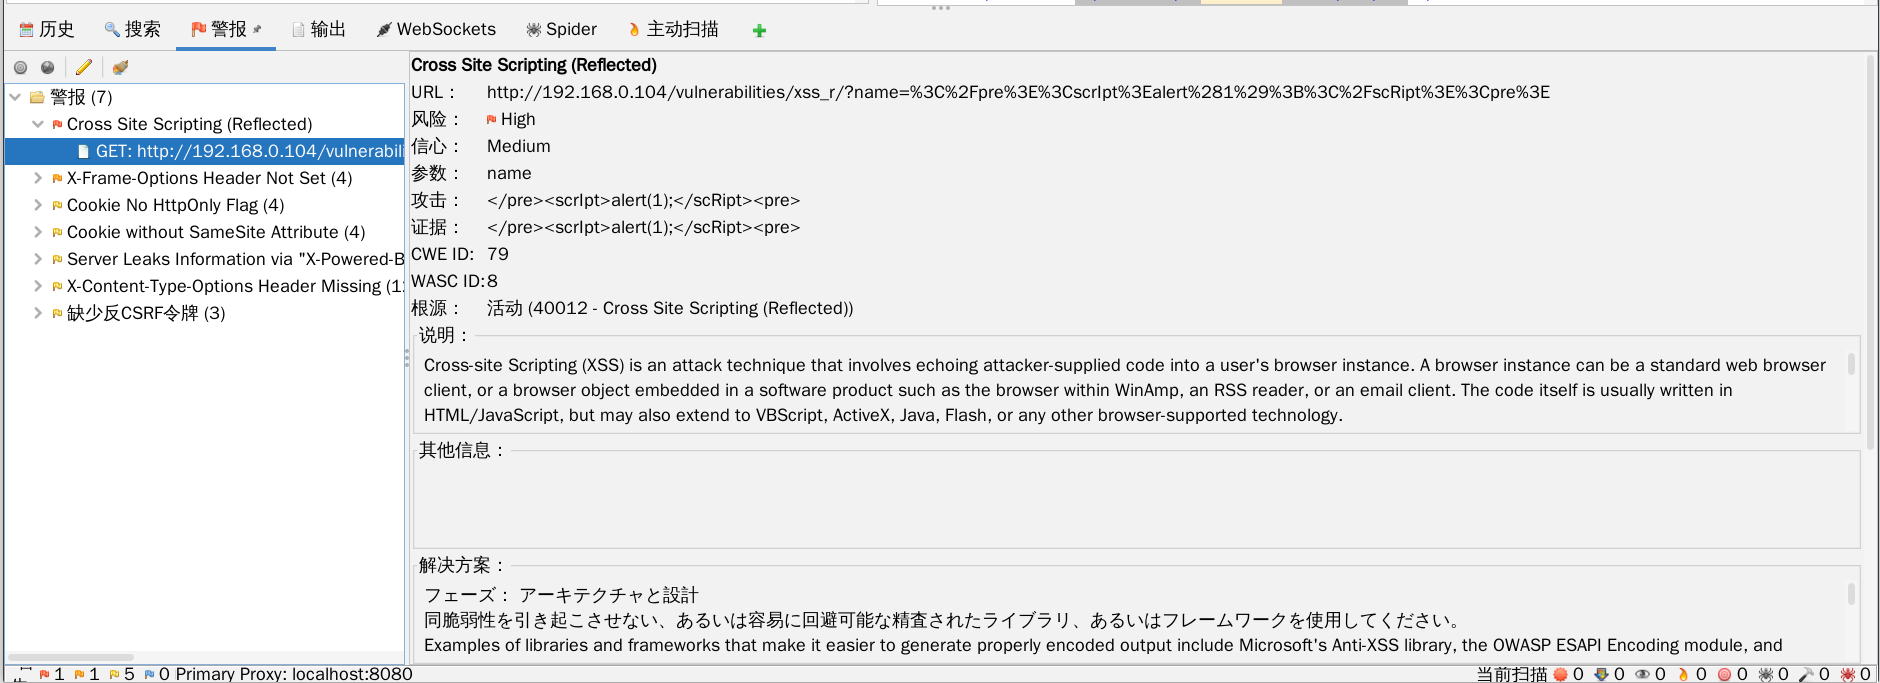 历史 搜索 警报 输出 WebSockets Spider 主动扫描
警报 (7)
Cross Site Scripting (Reflected)
GET: http://192.168.0.104/vulnerabili
X-Frame-Options Header Not Set (4)
Cookie No HttpOnly Flag (4)
Cookie without SameSite Attribute (4)
Server Leaks Information via "X-Powered-B
X-Content-Type-Options Header Missing (1
缺少反CSRF令牌 (3)
Cross Site Scripting (Reflected)
URL： http://192.168.0.104/vulnerabilities/xss_r/?name=%3C%2Fpre%3E%3CscrIpt%3Ealert%281%29%3B%3C%2FscRipt%3E%3Cpre%3E
风险： High
信心： Medium
参数： name
攻击： </pre><scrIpt>alert(1);</scRipt><pre>
证据： </pre><scrIpt>alert(1);</scRipt><pre>
CWE ID: 79
WASC ID: 8
根源： 活动 (40012 - Cross Site Scripting (Reflected))
说明：
Cross-site Scripting (XSS) is an attack technique that involves echoing attacker-supplied code into a user's browser instance. A browser instance can be a standard web browser
client, or a browser object embedded in a software product such as the browser within WinAmp, an RSS reader, or an email client. The code itself is usually written in
HTML/JavaScript, but may also extend to VBScript, ActiveX, Java, Flash, or any other browser-supported technology.
其他信息：
解决方案：
フェーズ： アーキテクチャと設計
同脆弱性を引き起こさせない、あるいは容易に回避可能な精査されたライブラリ、あるいはフレームワークを使用してください。
Examples of libraries and frameworks that make it easier to generate properly encoded output include Microsoft's Anti-XSS library, the OWASP ESAPI Encoding module, and
1 1 5 0 Primary Proxy: localhost:8080 当前扫描 0 0 0 0 0 0 0 0